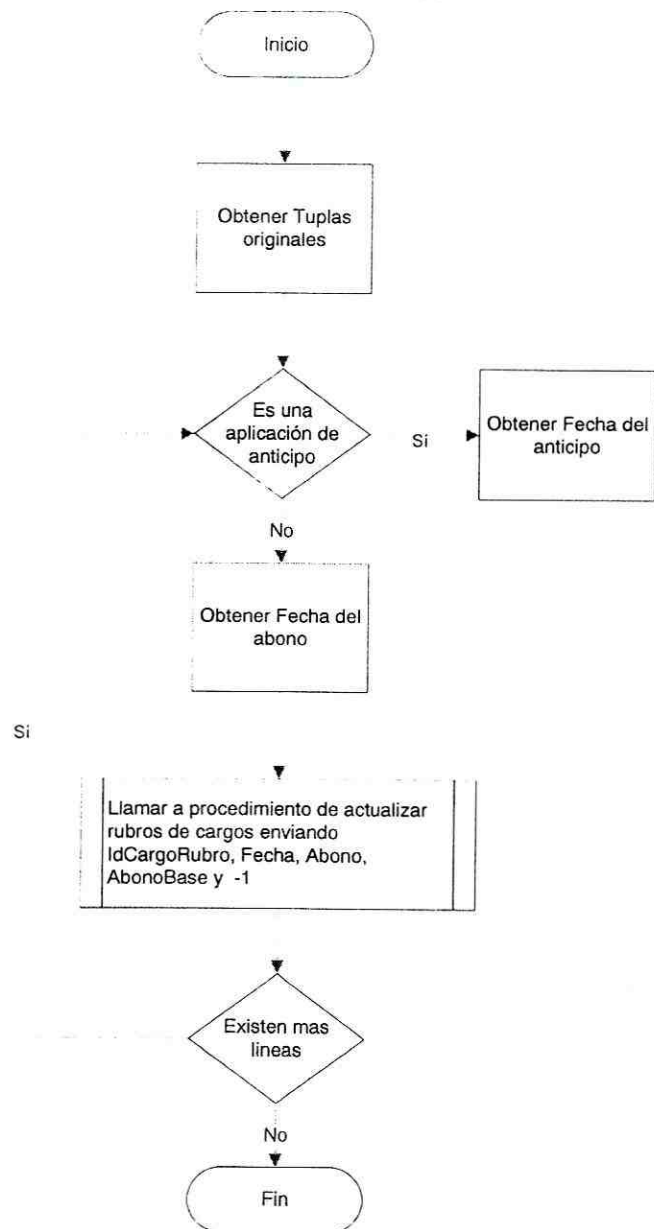 Inicio
Obtener Tuplas
originales
Es una
aplicación de
anticipo
Si
Obtener Fecha del
anticipo
No
Obtener Fecha del
abono
Si
Llamar a procedimiento de actualizar
rubros de cargos enviando
IdCargoRubro, Fecha, Abono,
AbonoBase y -1
Existen mas
lineas
No
Fin